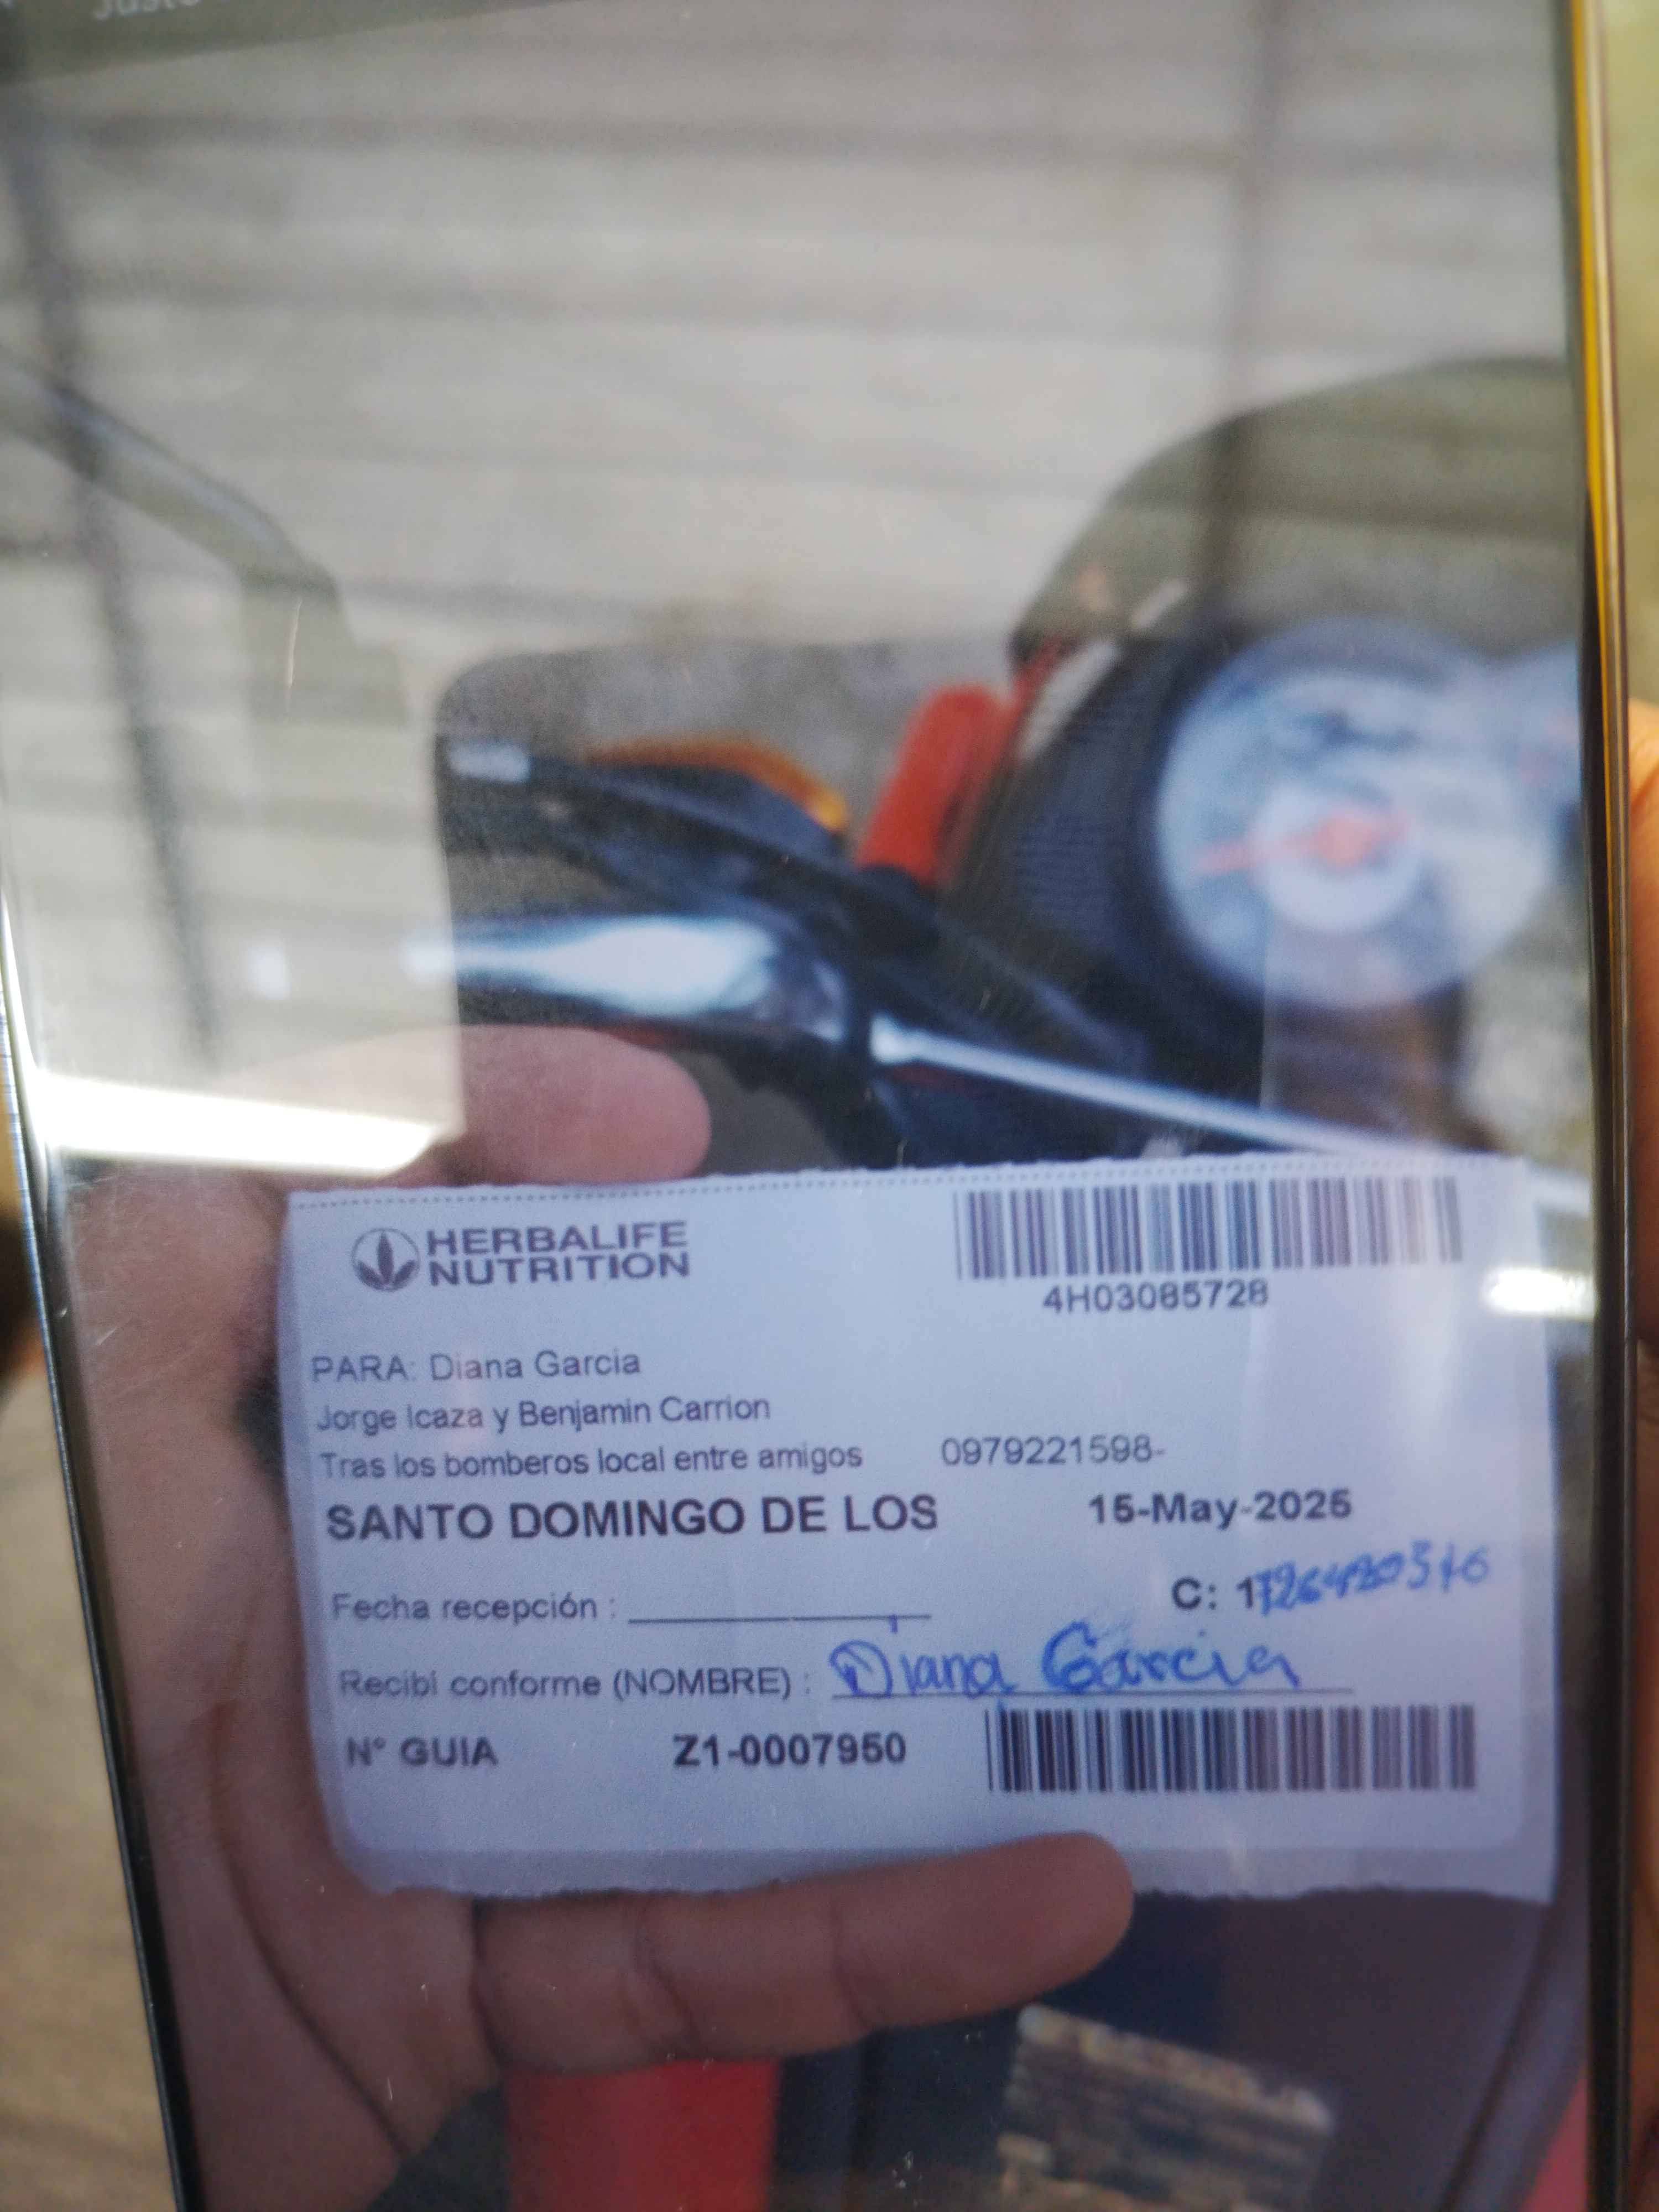 HERBALIFE
NUTRITION
4H03085728
PARA: Diana Garcia
Jorge Icaza y Benjamin Carrion
Tras los bomberos local entre amigos 0979221598-
SANTO DOMINGO DE LOS 15-May-2025
C:
Fecha recepción :
Recibí conforme (NOMBRE) : Diana Garcia
N° GUIA Z1-0007950